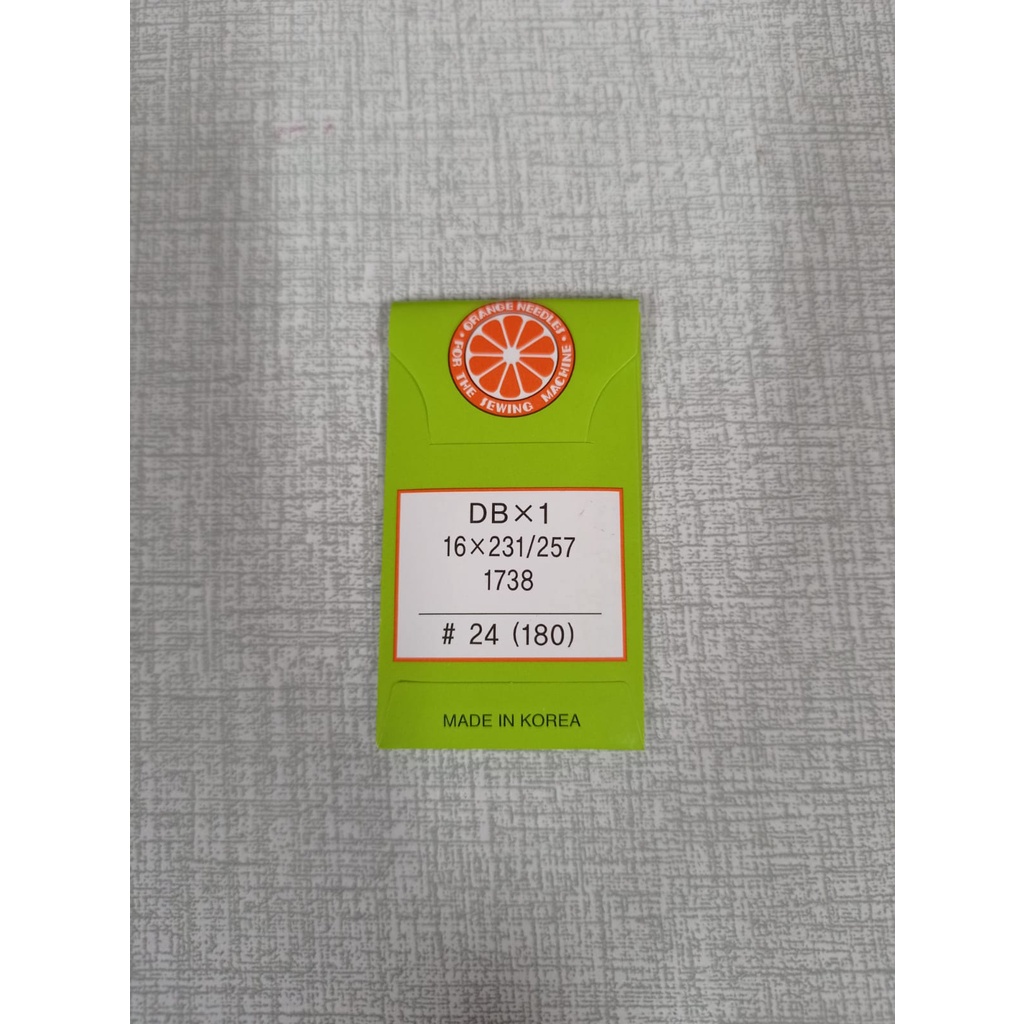 ORANGE NEEDLES
FOR THE SEWING MACHINE
DB×1
16×231/257
1738
# 24 (180)
MADE IN KOREA